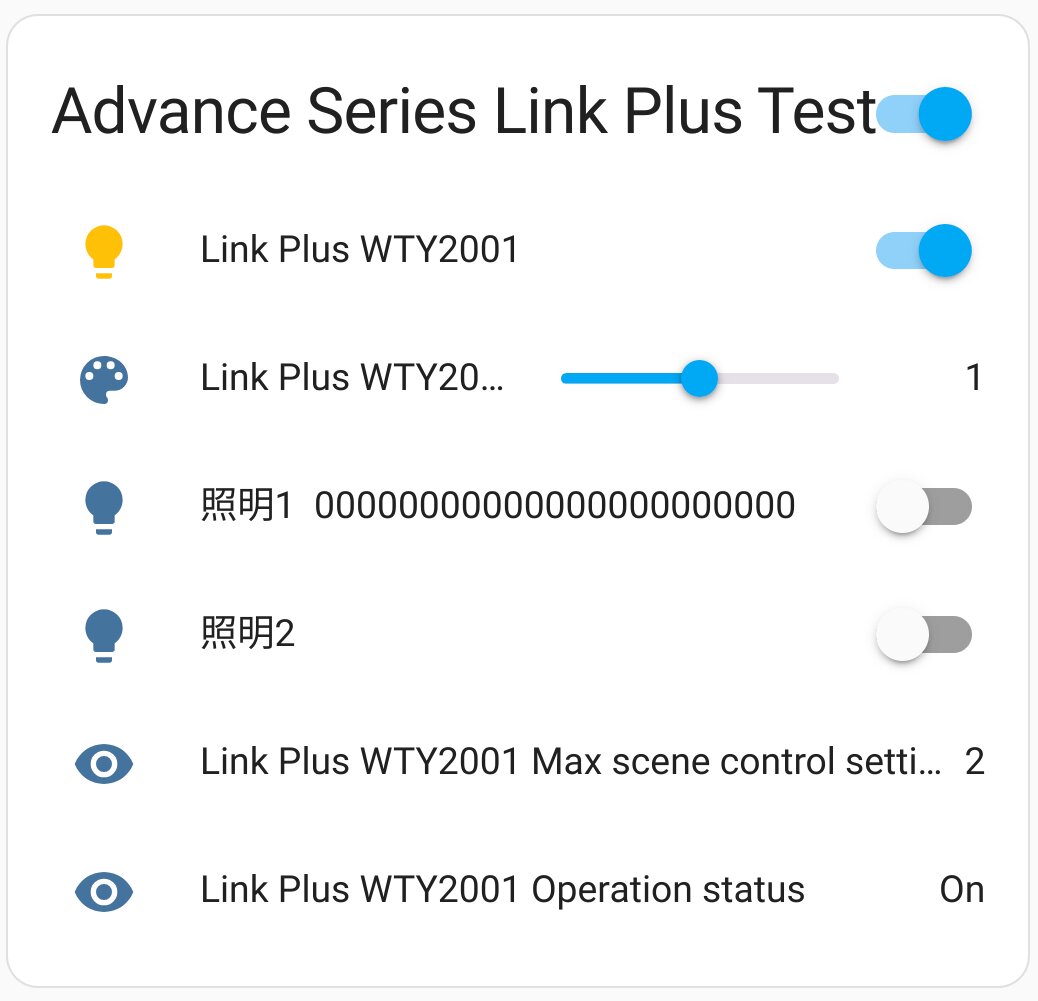 Advance Series Link Plus Test
Link Plus WTY2001
Link Plus WTY20... 1
照明1 00000000000000000000000
照明2
Link Plus WTY2001 Max scene control setti... 2
Link Plus WTY2001 Operation status On